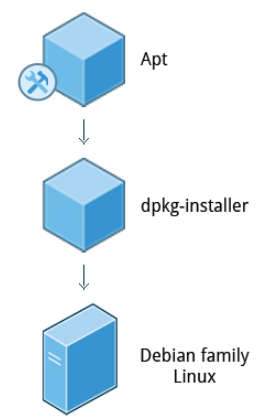 Apt
dpkg-installer
Debian family
Linux